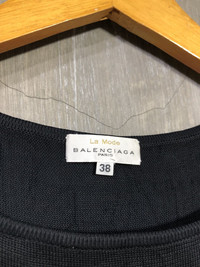 La Mode
BALENCIAGA
PARIS
38